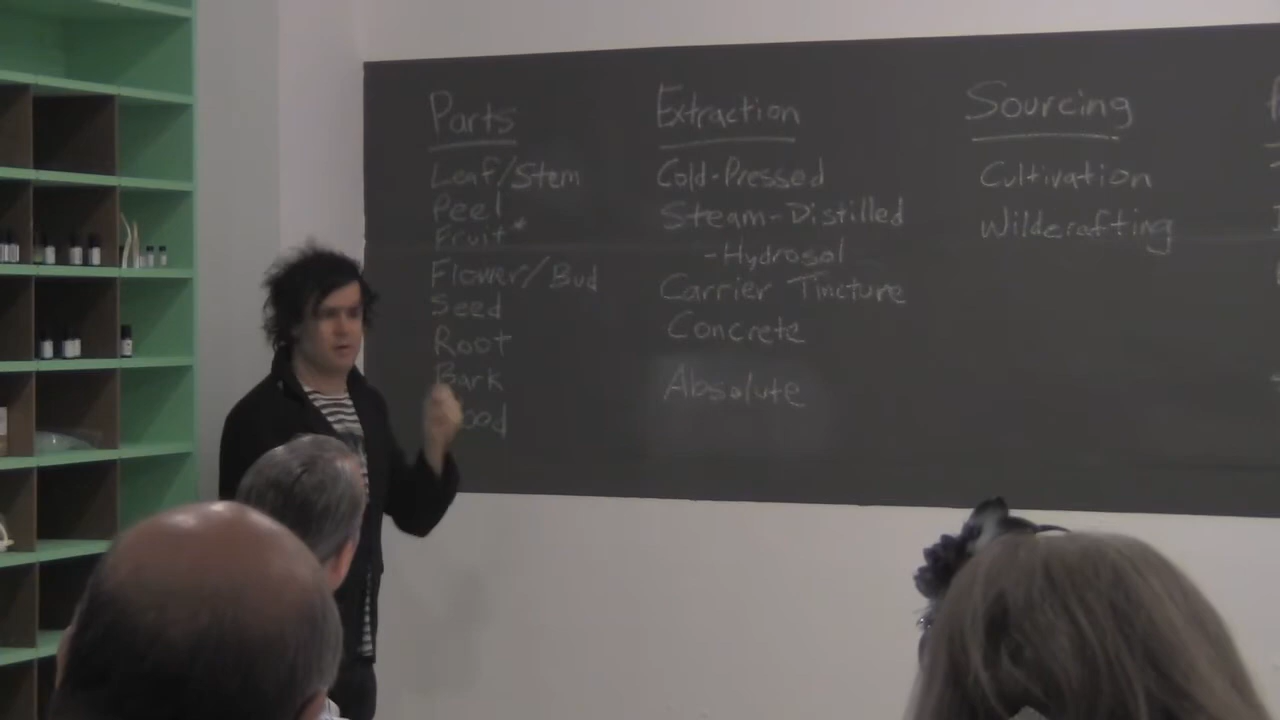 Parts
Leaf/Stem
Peel
Fruit*
Flower/Bud
Seed
Root
Bark
Extraction
Cold-Pressed
Steam-Distilled
-Hydrosol
Carrier Tincture
Concrete
Absolute
Sourcing
Cultivation
Wildcrafting